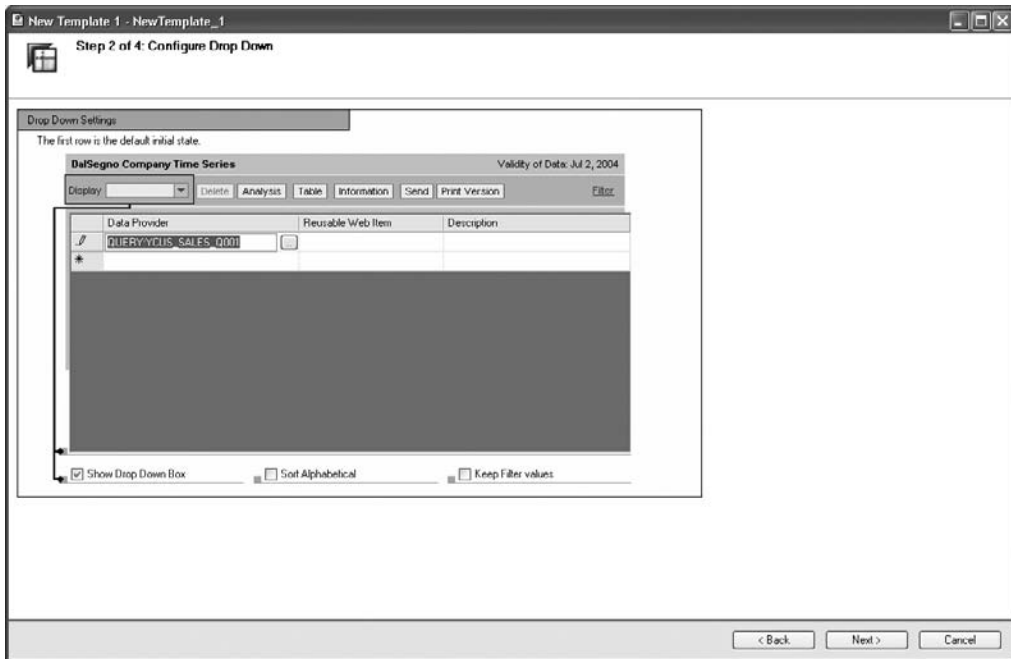 New Template 1 - NewTemplate_1
Step 2 of 4: Configure Drop Down
Drop Down Settings
The first row is the default initial state.
DalSegno Company Time Series Validity of Data: Jul 2, 2004
Display Delete Analysis Table Information Send Print Version Filter
Data Provider Reusable Web Item Description
QUERY:YCUS_SALES_Q001 ...
Show Drop Down Box Sort Alphabetical Keep Filter values
< Back Next > Cancel